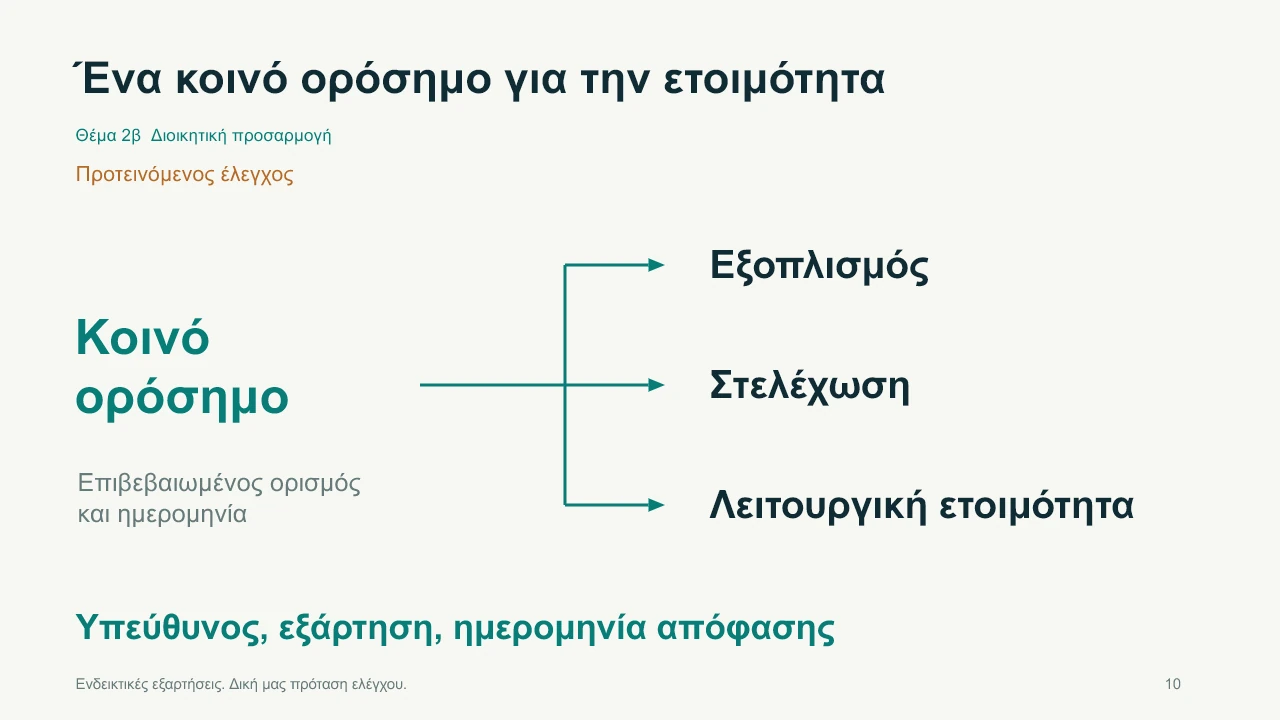 Ένα κοινό ορόσημο για την ετοιμότητα
Θέμα 2β  Διοικητική προσαρμογή
Προτεινόμενος έλεγχος
Εξοπλισμός
Κοινό
ορόσημο
Στελέχωση
Επιβεβαιωμένος ορισμός
και ημερομηνία
Λειτουργική ετοιμότητα
Υπεύθυνος, εξάρτηση, ημερομηνία απόφασης
Ενδεικτικές εξαρτήσεις. Δική μας πρόταση ελέγχου.
10